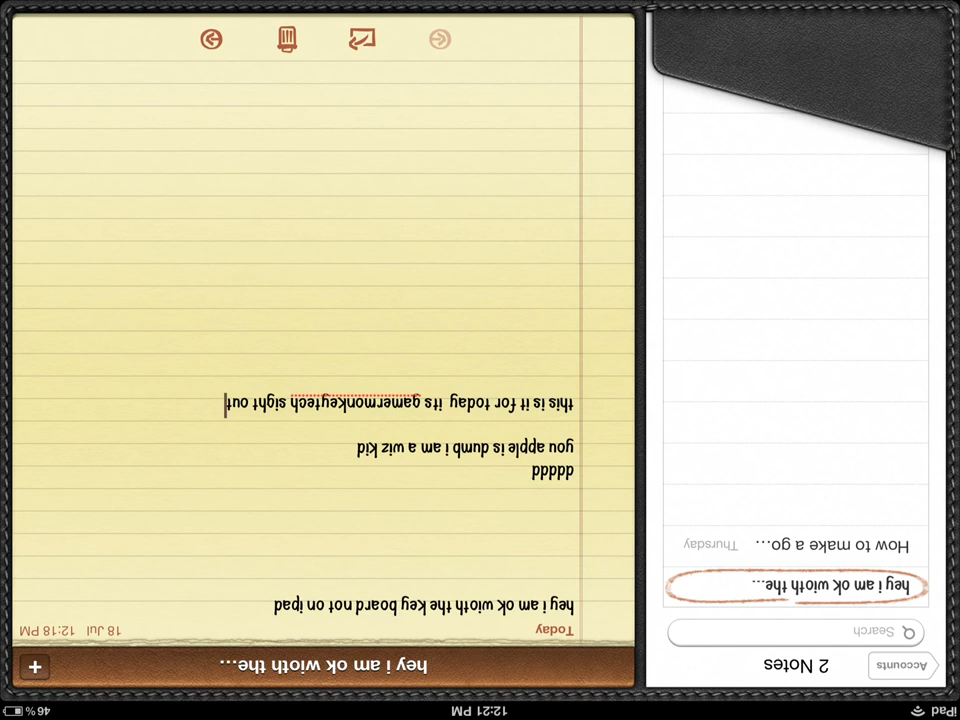 iPad 12:21 PM 46%
Accounts 2 Notes
Search
hey i am ok wioth the...
How to make a go... Thursday
hey i am ok wioth the... +
Today 18 Jul 12:18 PM
hey i am ok wioth the key board not on ipad
ddddd
you apple is dumb i am a wiz kid
this is it for today its gamermonkeytech sight out